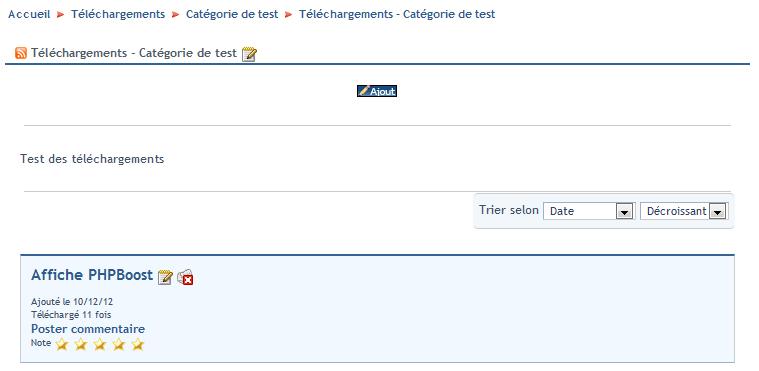 Accueil ► Téléchargements ► Catégorie de test ► Téléchargements - Catégorie de test
Téléchargements - Catégorie de test
Ajout
Test des téléchargements
Trier selon Date Décroissant
Affiche PHPBoost
Ajouté le 10/12/12
Téléchargé 11 fois
Poster commentaire
Note